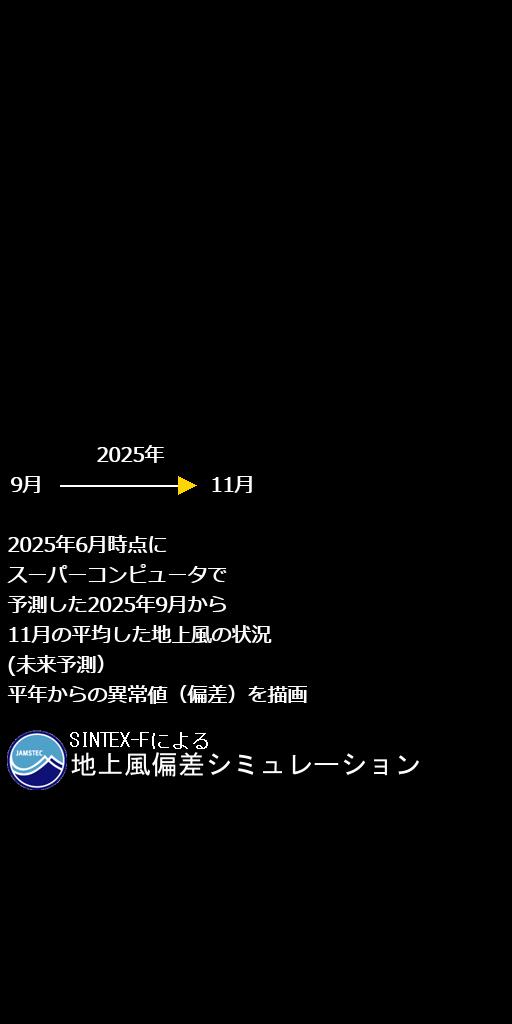 2025年
9月 11月
2025年6月時点に
スーパーコンピュータで
予測した2025年9月から
11月の平均した地上風の状況
(未来予測）
平年からの異常値（偏差）を描画
SINTEX-Fによる
JAMSTEC
地上風偏差シミュレーション